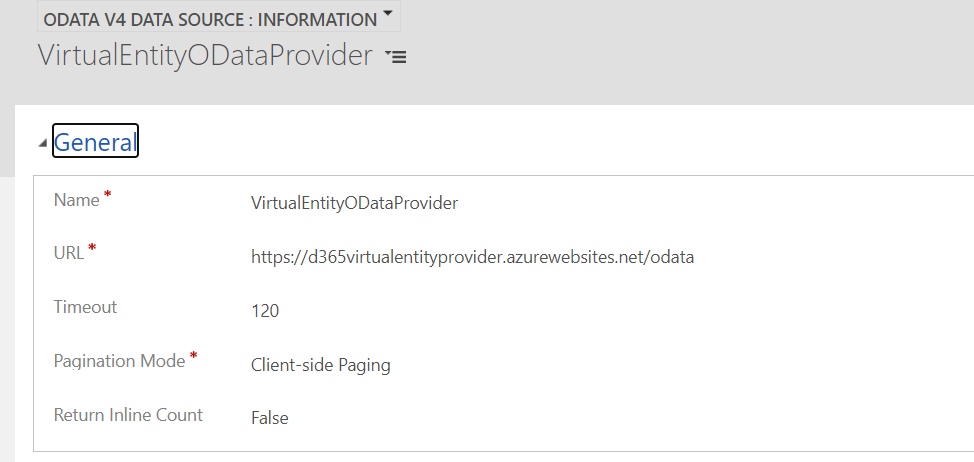 ODATA V4 DATA SOURCE : INFORMATION
VirtualEntityODataProvider
General
Name * VirtualEntityODataProvider
URL * https://d365virtualentityprovider.azurewebsites.net/odata
Timeout 120
Pagination Mode * Client-side Paging
Return Inline Count False